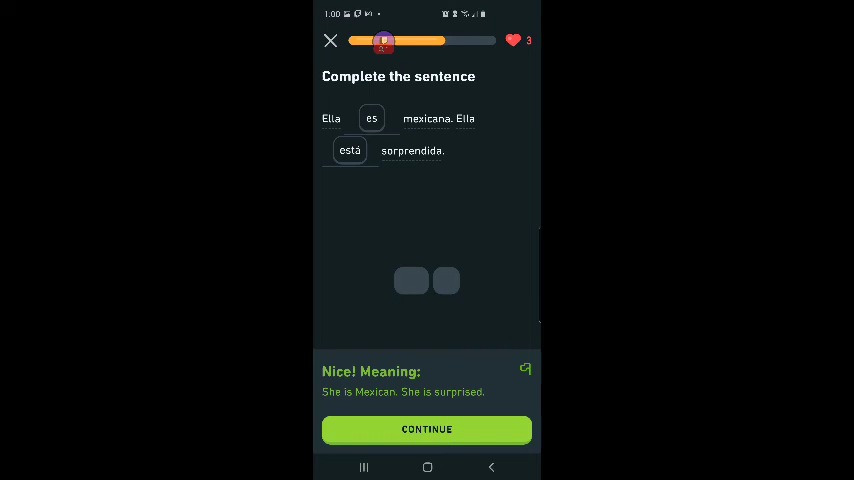 1:00
3
Complete the sentence
Ella es mexicana. Ella
está sorprendida.
Nice! Meaning:
She is Mexican. She is surprised.
CONTINUE